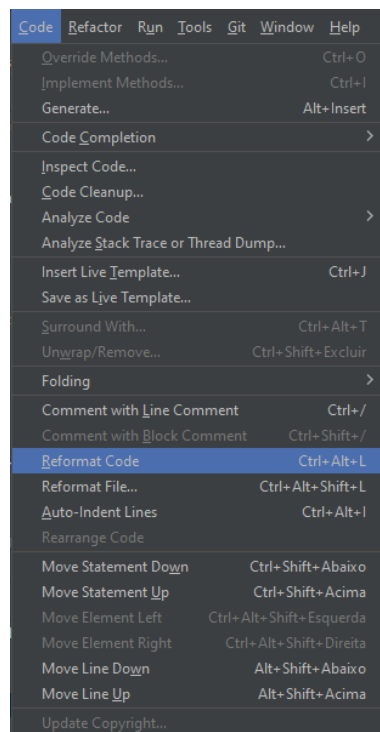 Code Refactor Run Tools Git Window Help
Override Methods... Ctrl+O
Implement Methods... Ctrl+I
Generate... Alt+Insert
Code Completion
Inspect Code...
Code Cleanup...
Analyze Code
Analyze Stack Trace or Thread Dump...
Insert Live Template... Ctrl+J
Save as Live Template...
Surround With... Ctrl+Alt+T
Unwrap/Remove... Ctrl+Shift+Excluir
Folding
Comment with Line Comment Ctrl+/
Comment with Block Comment Ctrl+Shift+/
Reformat Code Ctrl+Alt+L
Reformat File... Ctrl+Alt+Shift+L
Auto-Indent Lines Ctrl+Alt+I
Rearrange Code
Move Statement Down Ctrl+Shift+Abaixo
Move Statement Up Ctrl+Shift+Acima
Move Element Left Ctrl+Alt+Shift+Esquerda
Move Element Right Ctrl+Alt+Shift+Direita
Move Line Down Alt+Shift+Abaixo
Move Line Up Alt+Shift+Acima
Update Copyright...